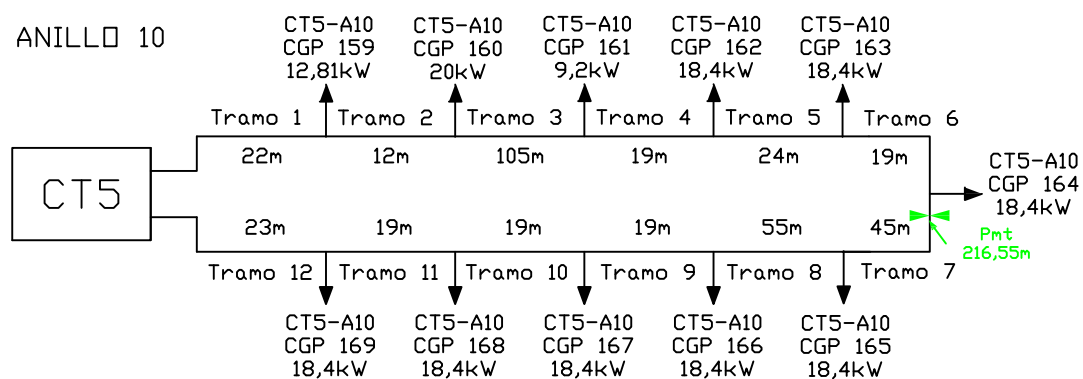 ANILLO 10
CT5-A10
CGP 159
12,81kW
CT5-A10
CGP 160
20kW
CT5-A10
CGP 161
9,2kW
CT5-A10
CGP 162
18,4kW
CT5-A10
CGP 163
18,4kW
Tramo 1
Tramo 2
Tramo 3
Tramo 4
Tramo 5
Tramo 6
22m
12m
105m
19m
24m
19m
CT5
CT5-A10
CGP 164
18,4kW
Pmt
216,55m
23m
19m
19m
19m
55m
45m
Tramo 12
Tramo 11
Tramo 10
Tramo 9
Tramo 8
Tramo 7
CT5-A10
CGP 169
18,4kW
CT5-A10
CGP 168
18,4kW
CT5-A10
CGP 167
18,4kW
CT5-A10
CGP 166
18,4kW
CT5-A10
CGP 165
18,4kW